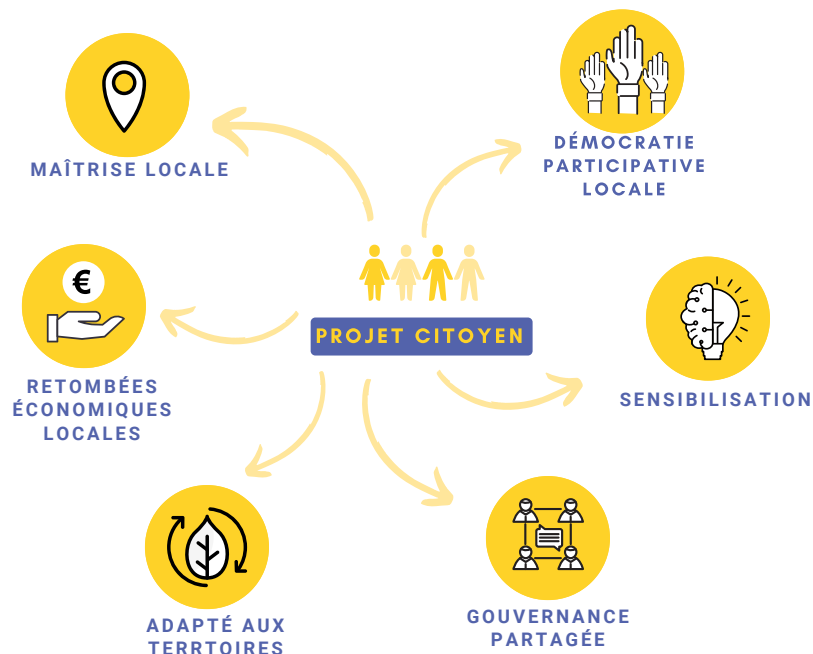 MAÎTRISE LOCALE
DÉMOCRATIE
PARTICIPATIVE
LOCALE
€
PROJET CITOYEN
RETOMBÉES
ÉCONOMIQUES
LOCALES
SENSIBILISATION
ADAPTÉ AUX
TERRTOIRES
GOUVERNANCE
PARTAGÉE